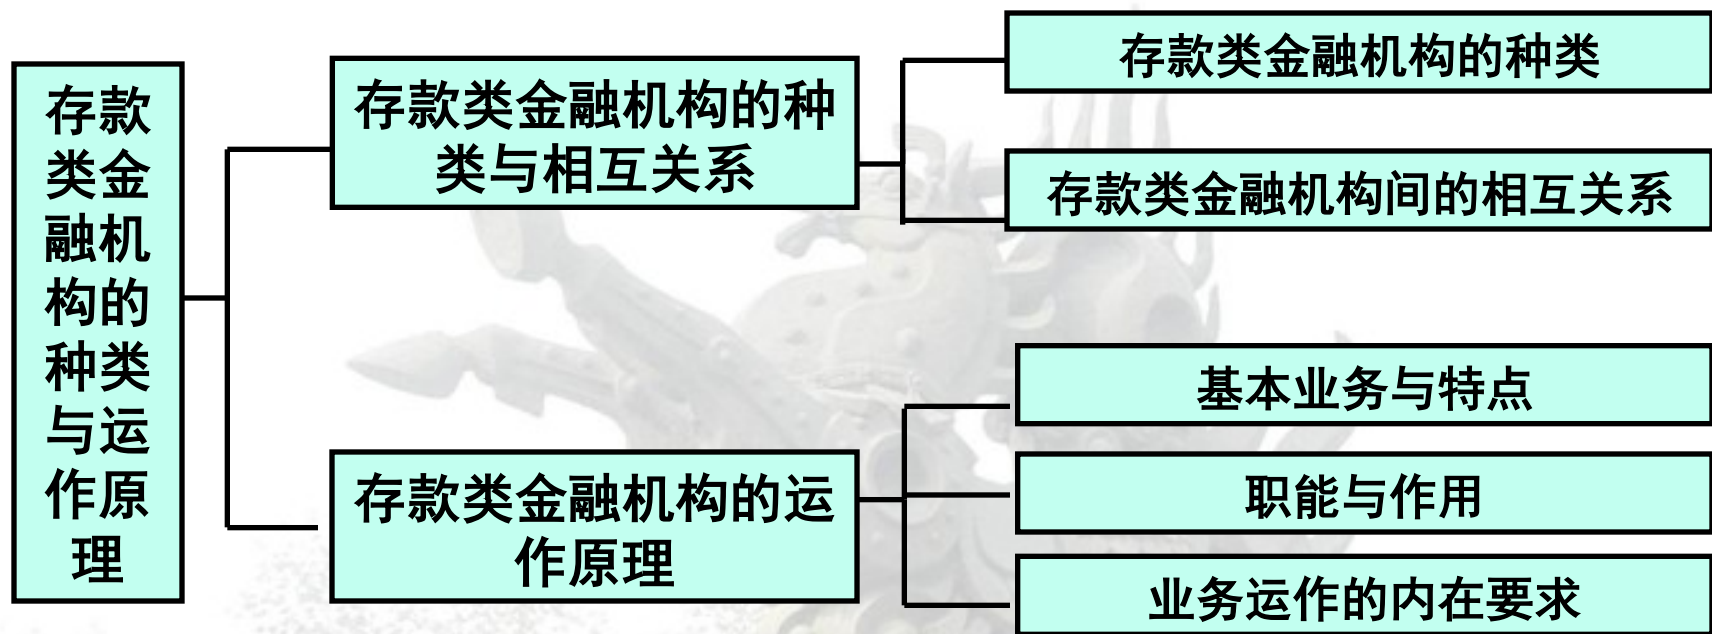 存款
类金
融机
构的
种类
与运
作原
理
存款类金融机构的种
类与相互关系
存款类金融机构的种类
存款类金融机构间的相互关系
存款类金融机构的运
作原理
基本业务与特点
职能与作用
业务运作的内在要求